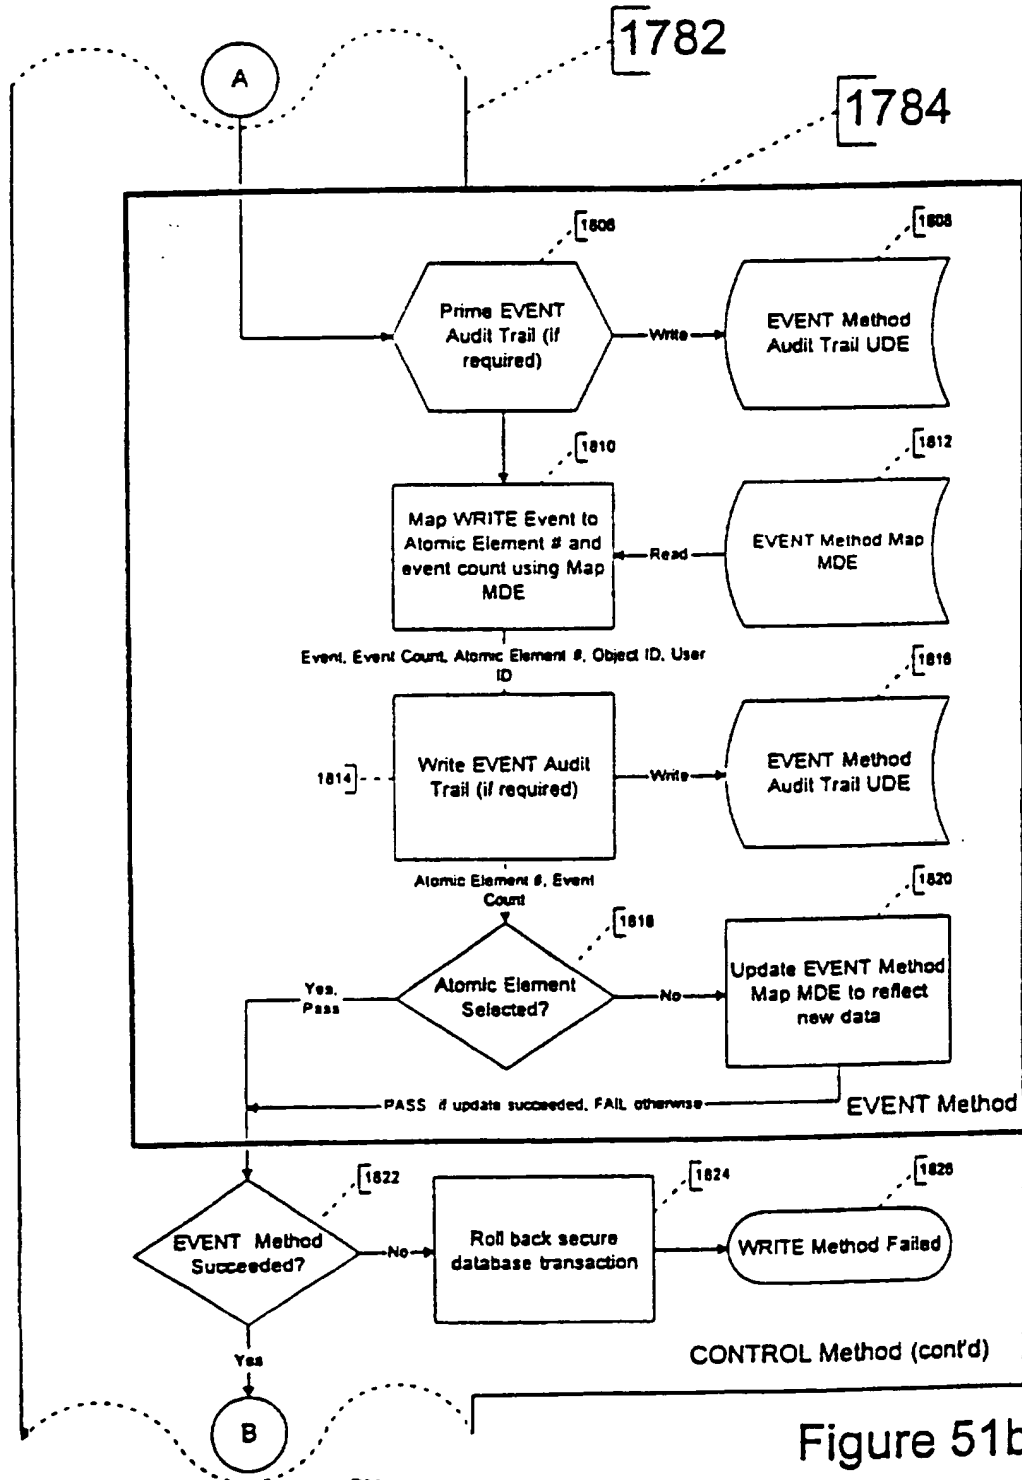 1782
A
1784
1806
1808
Prime EVENT
Audit Trail (if
required)
Write
EVENT Method
Audit Trail UDE
1810
1812
Map WRITE Event to
Atomic Element # and
event count using Map
MDE
Read
EVENT Method Map
MDE
Event, Event Count, Atomic Element #, Object ID, User
ID
1816
1814
Write EVENT Audit
Trail (if required)
Write
EVENT Method
Audit Trail UDE
Atomic Element #, Event
Count
1820
1818
Yes,
Pass
Atomic Element
Selected?
No
Update EVENT Method
Map MDE to reflect
new data
PASS if update succeeded, FAIL otherwise
EVENT Method
1822
1824
1826
EVENT Method
Succeeded?
No
Roll back secure
database transaction
WRITE Method Failed
Yes
CONTROL Method (cont'd)
B
Figure 51b